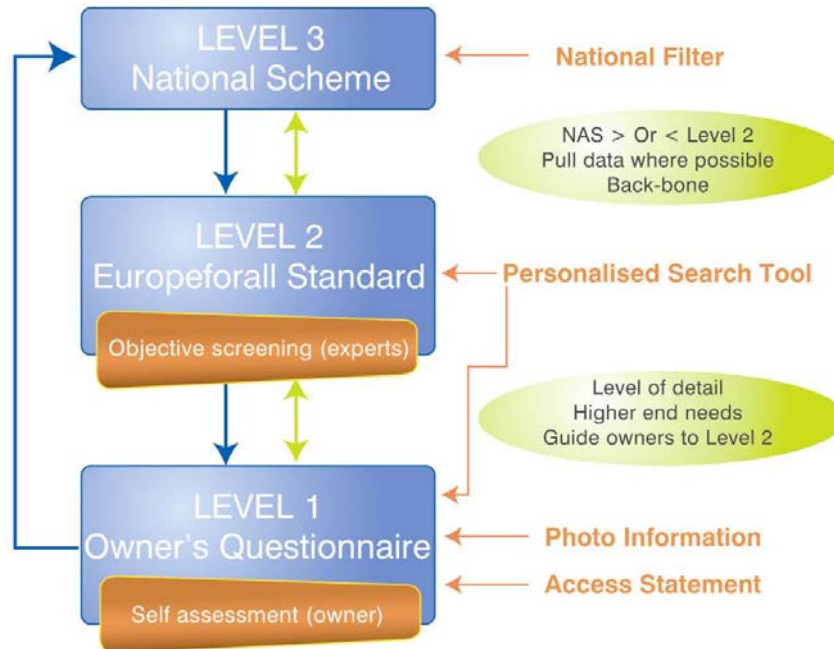 LEVEL 3
National Scheme
National Filter
NAS > Or < Level 2
Pull data where possible
Back-bone
LEVEL 2
Europeforall Standard
Personalised Search Tool
Objective screening (experts)
Level of detail
Higher end needs
Guide owners to Level 2
LEVEL 1
Owner's Questionnaire
Photo Information
Access Statement
Self assessment (owner)